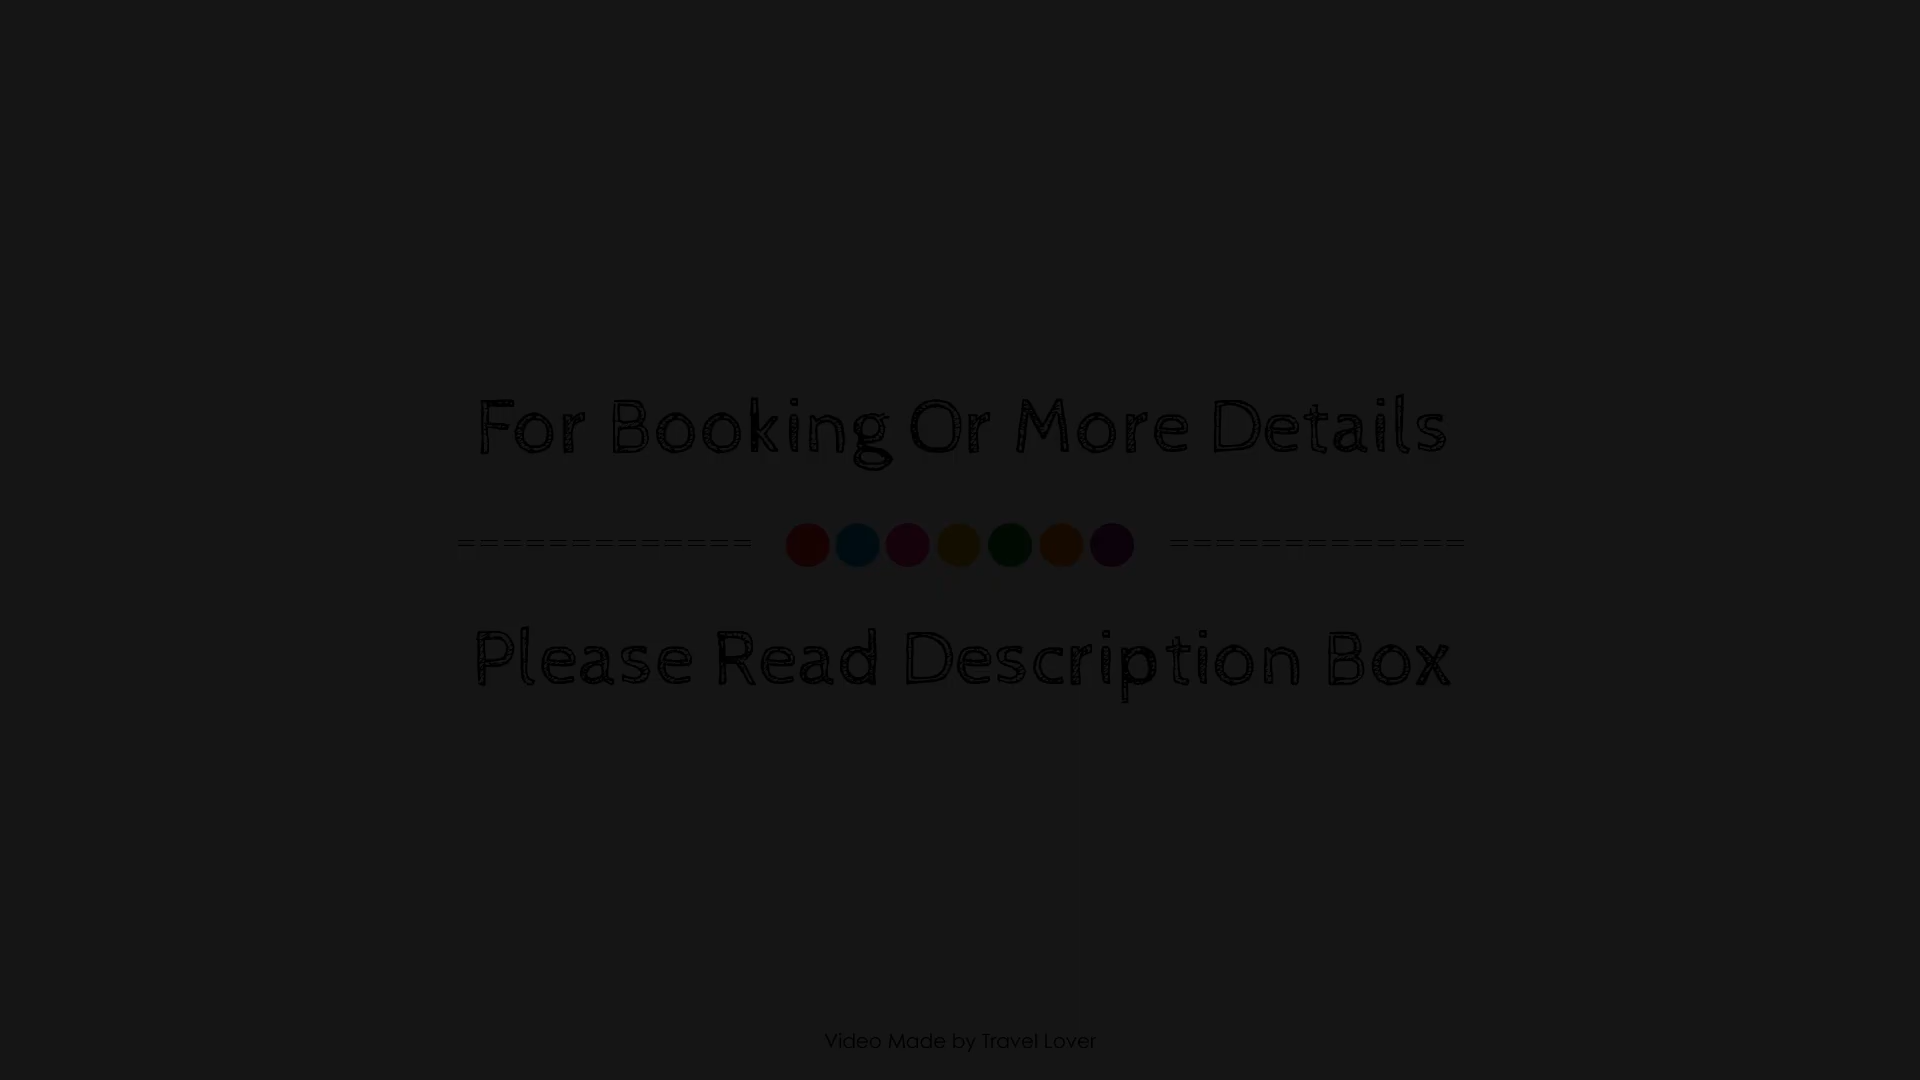 For Booking Or More Details
============= =============
Please Read Description Box
Video Made by Travel Lover